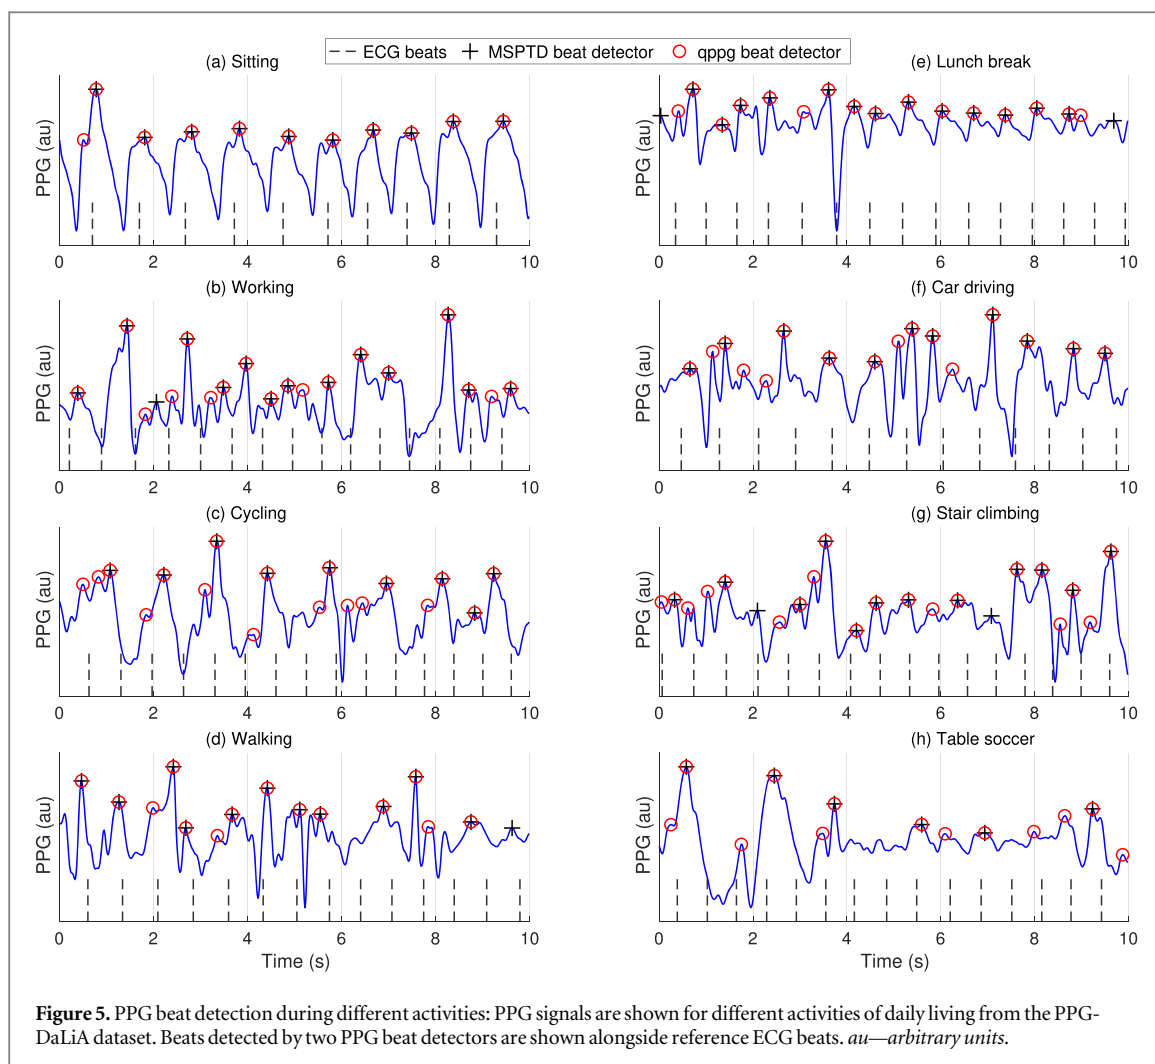 ECG beats MSPTD beat detector qppg beat detector
(a) Sitting
PPG (au)
0 2 4 6 8 10
(e) Lunch break
PPG (au)
0 2 4 6 8 10
(b) Working
PPG (au)
0 2 4 6 8 10
(f) Car driving
PPG (au)
0 2 4 6 8 10
(c) Cycling
PPG (au)
0 2 4 6 8 10
(g) Stair climbing
PPG (au)
0 2 4 6 8 10
(d) Walking
PPG (au)
0 2 4 6 8 10
Time (s)
(h) Table soccer
PPG (au)
0 2 4 6 8 10
Time (s)
Figure 5. PPG beat detection during different activities: PPG signals are shown for different activities of daily living from the PPG-
DaLiA dataset. Beats detected by two PPG beat detectors are shown alongside reference ECG beats. au—arbitrary units.